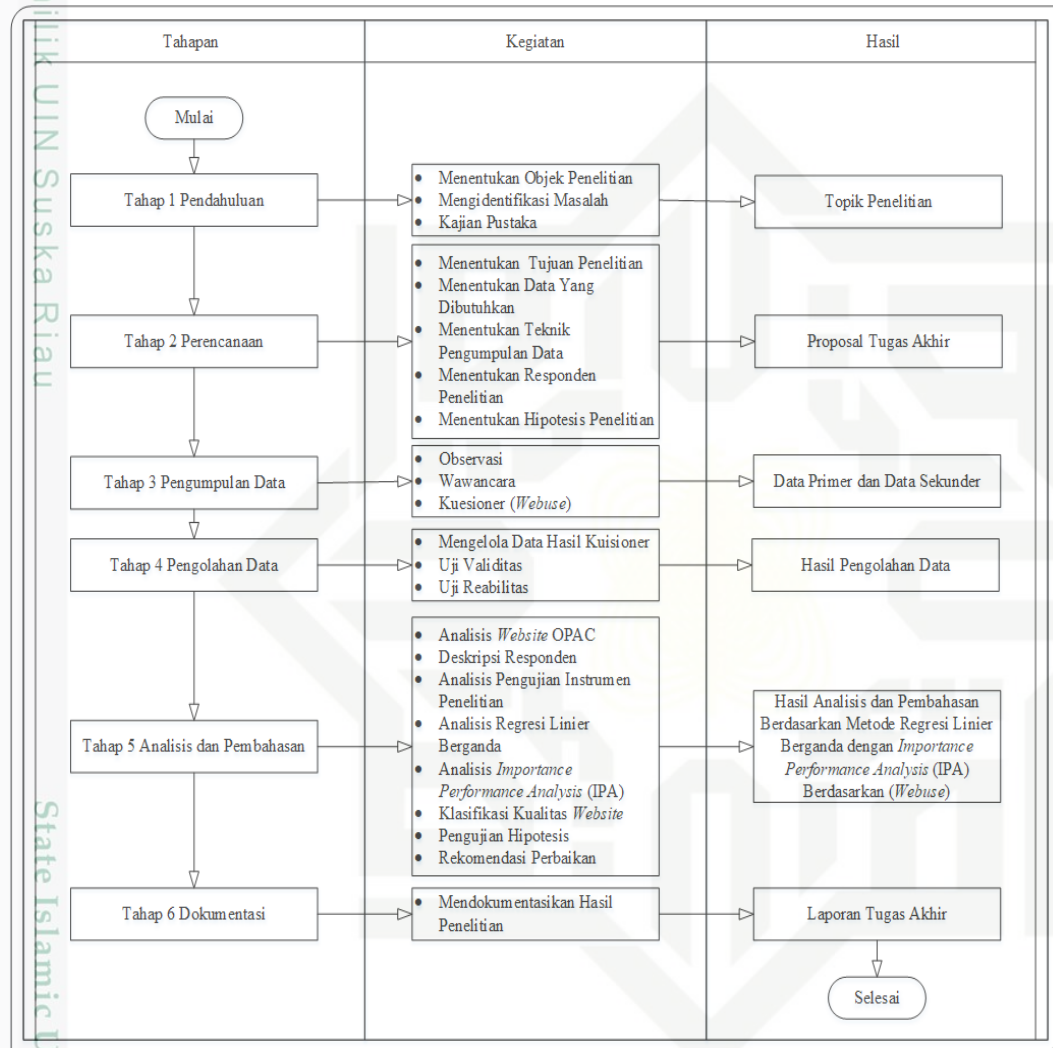 milik UIN Suska Riau
State Islamic U
Tahapan
Kegiatan
Hasil
Mulai
Tahap 1 Pendahuluan
• Menentukan Objek Penelitian
• Mengidentifikasi Masalah
• Kajian Pustaka
Topik Penelitian
Tahap 2 Perencanaan
• Menentukan Tujuan Penelitian
• Menentukan Data Yang
Dibutuhkan
• Menentukan Teknik
Pengumpulan Data
• Menentukan Responden
Penelitian
• Menentukan Hipotesis Penelitian
Proposal Tugas Akhir
Tahap 3 Pengumpulan Data
• Observasi
• Wawancara
• Kuesioner (Webuse)
Data Primer dan Data Sekunder
Tahap 4 Pengolahan Data
• Mengelola Data Hasil Kuisioner
• Uji Validitas
• Uji Reabilitas
Hasil Pengolahan Data
Tahap 5 Analisis dan Pembahasan
• Analisis Website OPAC
• Deskripsi Responden
• Analisis Pengujian Instrumen
Penelitian
• Analisis Regresi Linier
Berganda
• Analisis Importance
Performance Analysis (IPA)
• Klasifikasi Kualitas Website
• Pengujian Hipotesis
• Rekomendasi Perbaikan
Hasil Analisis dan Pembahasan
Berdasarkan Metode Regresi Linier
Berganda dengan Importance
Performance Analysis (IPA)
Berdasarkan (Webuse)
Tahap 6 Dokumentasi
• Mendokumentasikan Hasil
Penelitian
Laporan Tugas Akhir
Selesai